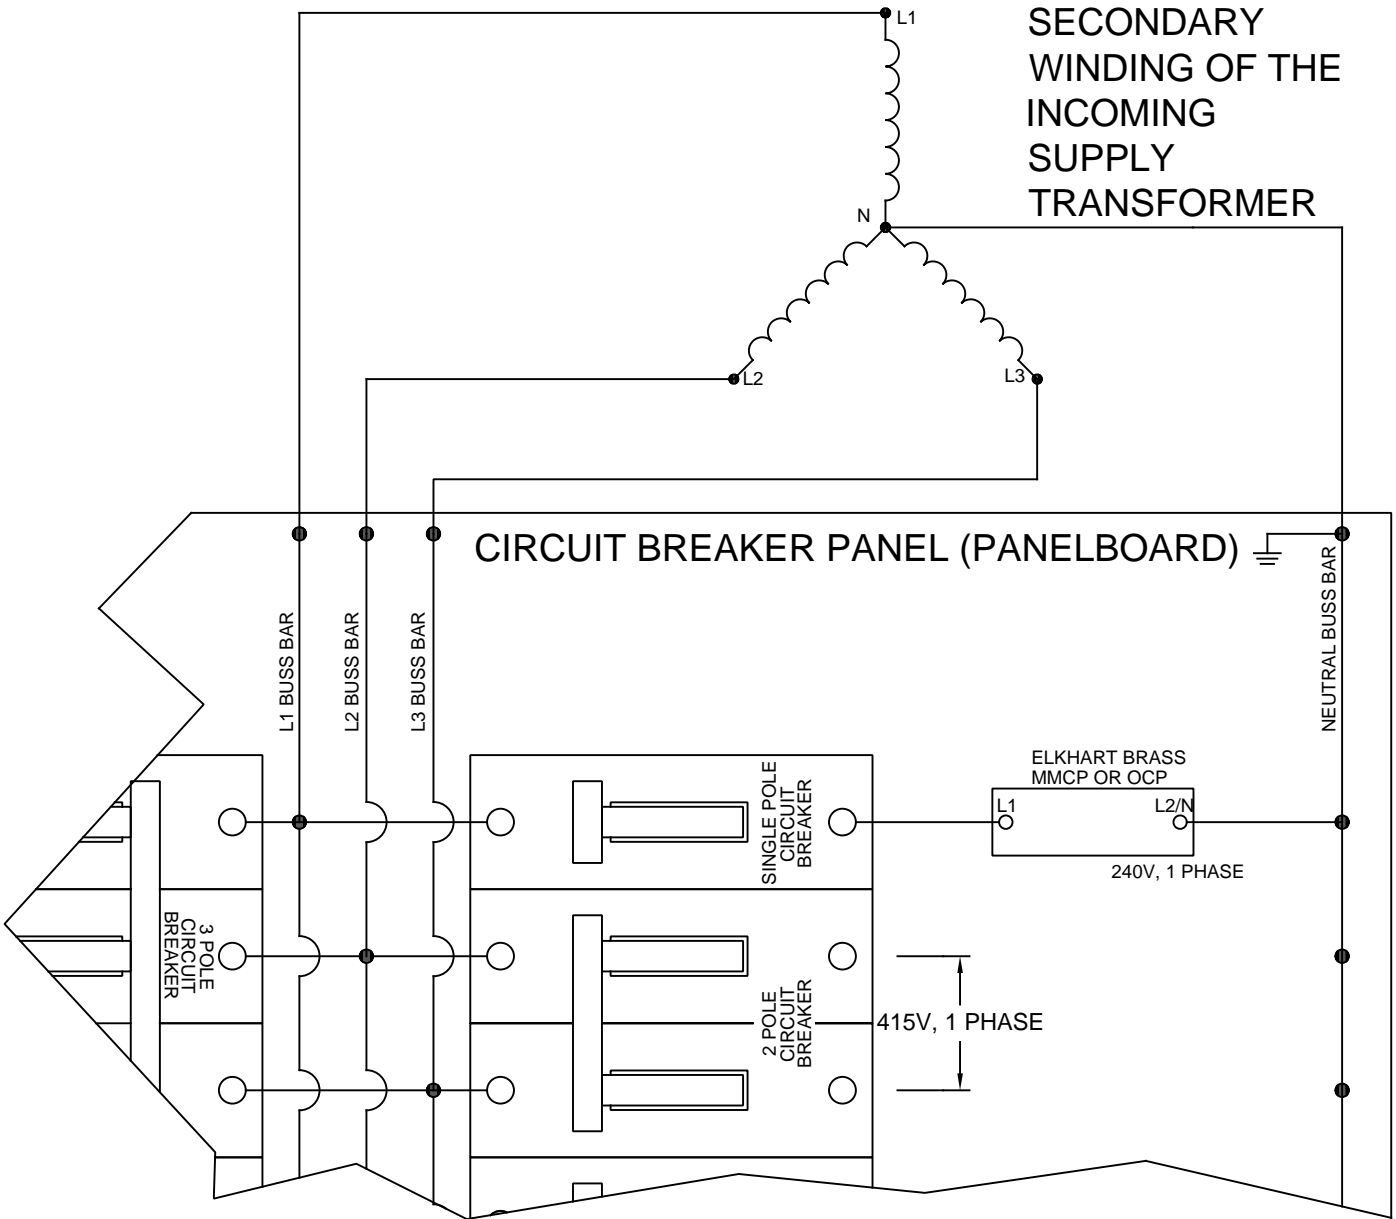 L1
SECONDARY
WINDING OF THE
INCOMING
SUPPLY
TRANSFORMER
N
L2
L3
CIRCUIT BREAKER PANEL (PANELBOARD)
L1 BUSS BAR
L2 BUSS BAR
L3 BUSS BAR
NEUTRAL BUSS BAR
SINGLE POLE
CIRCUIT
BREAKER
ELKHART BRASS
MMCP OR OCP
L1
L2/N
240V, 1 PHASE
3 POLE
CIRCUIT
BREAKER
2 POLE
CIRCUIT
BREAKER
415V, 1 PHASE